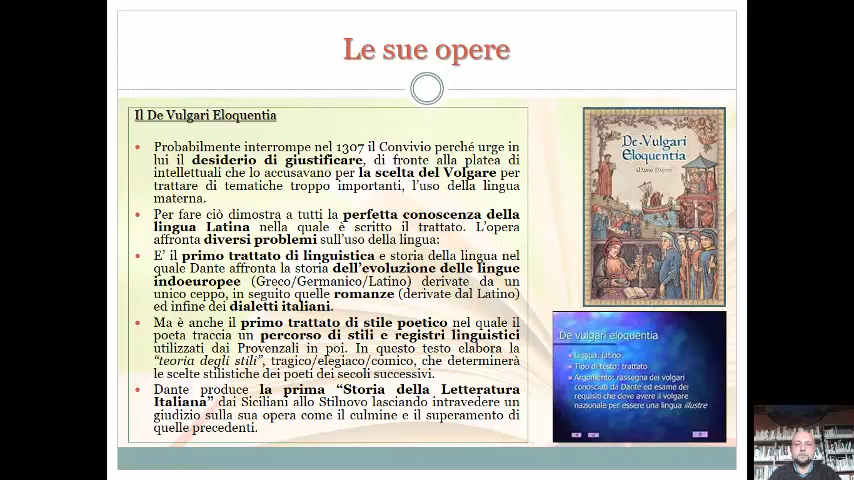 Le sue opere
Il De Vulgari Eloquentia
Probabilmente interrompe nel 1307 il Convivio perché urge in
lui il desiderio di giustificare, di fronte alla platea di
intellettuali che lo accusavano per la scelta del Volgare per
trattare di tematiche troppo importanti, l'uso della lingua
materna.
Per fare ciò dimostra a tutti la perfetta conoscenza della
lingua Latina nella quale è scritto il trattato. L'opera
affronta diversi problemi sull'uso della lingua:
E' il primo trattato di linguistica e storia della lingua nel
quale Dante affronta la storia dell'evoluzione delle lingue
indoeuropee (Greco/Germanico/Latino) derivate da un
unico ceppo, in seguito quelle romanze (derivate dal Latino)
ed infine dei dialetti italiani.
Ma è anche il primo trattato di stile poetico nel quale il
poeta traccia un percorso di stili e registri linguistici
utilizzati dai Provenzali in poi. In questo testo elabora la
"teoria degli stili", tragico/elegiaco/comico, che determinerà
le scelte stilistiche dei poeti dei secoli successivi.
Dante produce la prima "Storia della Letteratura
Italiana" dai Siciliani allo Stilnovo lasciando intravedere un
giudizio sulla sua opera come il culmine e il superamento di
quelle precedenti.
De Vulgari
Eloquentia
De vulgari eloquentia
Lingua: latino
Tipo di testo: trattato
Argomento: rassegna dei volgari
conosciuti da Dante ed esame dei
requisiti che deve avere il volgare
nazionale per essere una lingua illustre